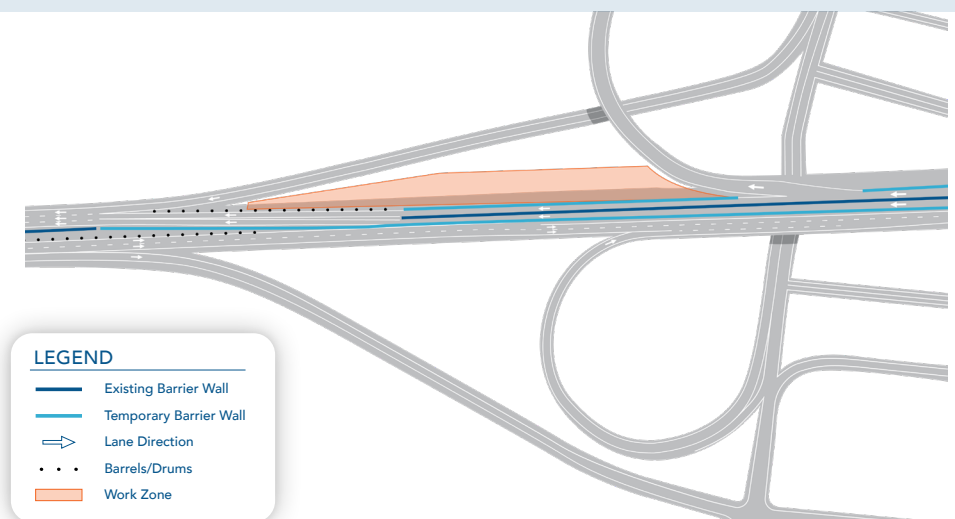 LEGEND
Existing Barrier Wall
Temporary Barrier Wall
Lane Direction
Barrels/Drums
Work Zone